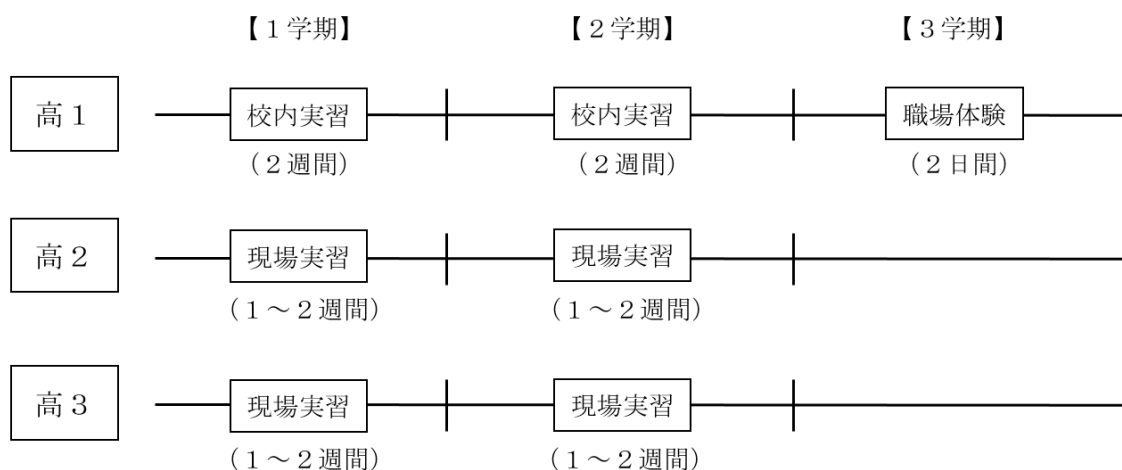 【１学期】 【２学期】 【３学期】
高１ 校内実習 校内実習 職場体験
（２週間） （２週間） （２日間）
高２ 現場実習 現場実習
（１～２週間） （１～２週間）
高３ 現場実習 現場実習
（１～２週間） （１～２週間）